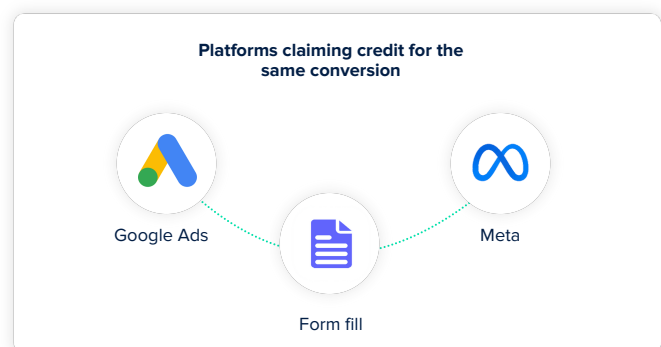 Platforms claiming credit for the
same conversion
Google Ads
Meta
Form fill